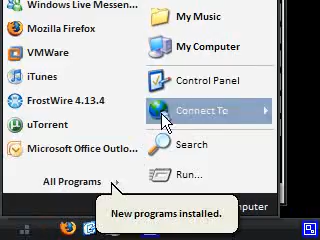 Windows Live Messen...
Mozilla Firefox
VMWare
iTunes
FrostWire 4.13.4
uTorrent
Microsoft Office Outlo...
All Programs
My Music
My Computer
Control Panel
Connect To
Search
Run...
New programs installed.
mputer